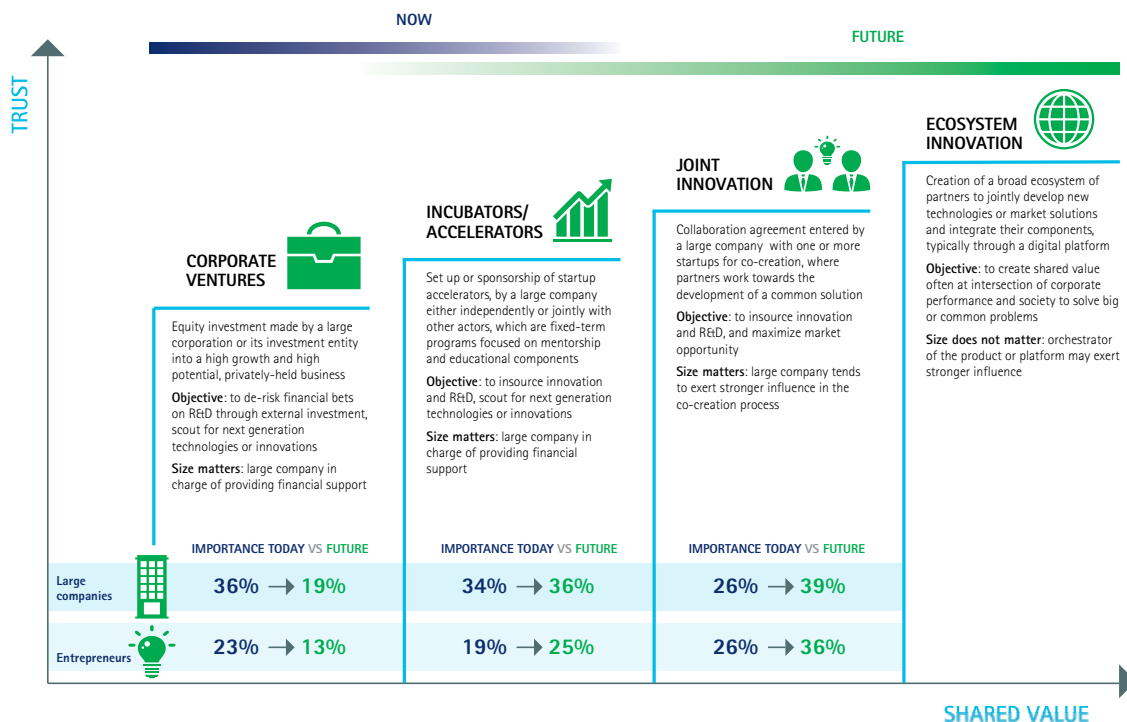 NOW
FUTURE
TRUST
CORPORATE
VENTURES
Equity investment made by a large
corporation or its investment entity
into a high growth and high
potential, privately-held business
Objective: to de-risk financial bets
on R&D through external investment,
scout for next generation
technologies or innovations
Size matters: large company in
charge of providing financial support
INCUBATORS/
ACCELERATORS
Set up or sponsorship of startup
accelerators, by a large company
either independently or jointly with
other actors, which are fixed-term
programs focused on mentorship
and educational components
Objective: to insource innovation
and R&D, scout for next generation
technologies or innovations
Size matters: large company in
charge of providing financial
support
JOINT
INNOVATION
Collaboration agreement entered by
a large company with one or more
startups for co-creation, where
partners work towards the
development of a common solution
Objective: to insource innovation
and R&D, and maximize market
opportunity
Size matters: large company tends
to exert stronger influence in the
co-creation process
ECOSYSTEM
INNOVATION
Creation of a broad ecosystem of
partners to jointly develop new
technologies or market solutions
and integrate their components,
typically through a digital platform
Objective: to create shared value
often at intersection of corporate
performance and society to solve big
or common problems
Size does not matter: orchestrator
of the product or platform may exert
stronger influence
IMPORTANCE TODAY VS FUTURE
IMPORTANCE TODAY VS FUTURE
IMPORTANCE TODAY VS FUTURE
Large
companies
36% → 19%
34% → 36%
26% → 39%
Entrepreneurs
23% → 13%
19% → 25%
26% → 36%
SHARED VALUE